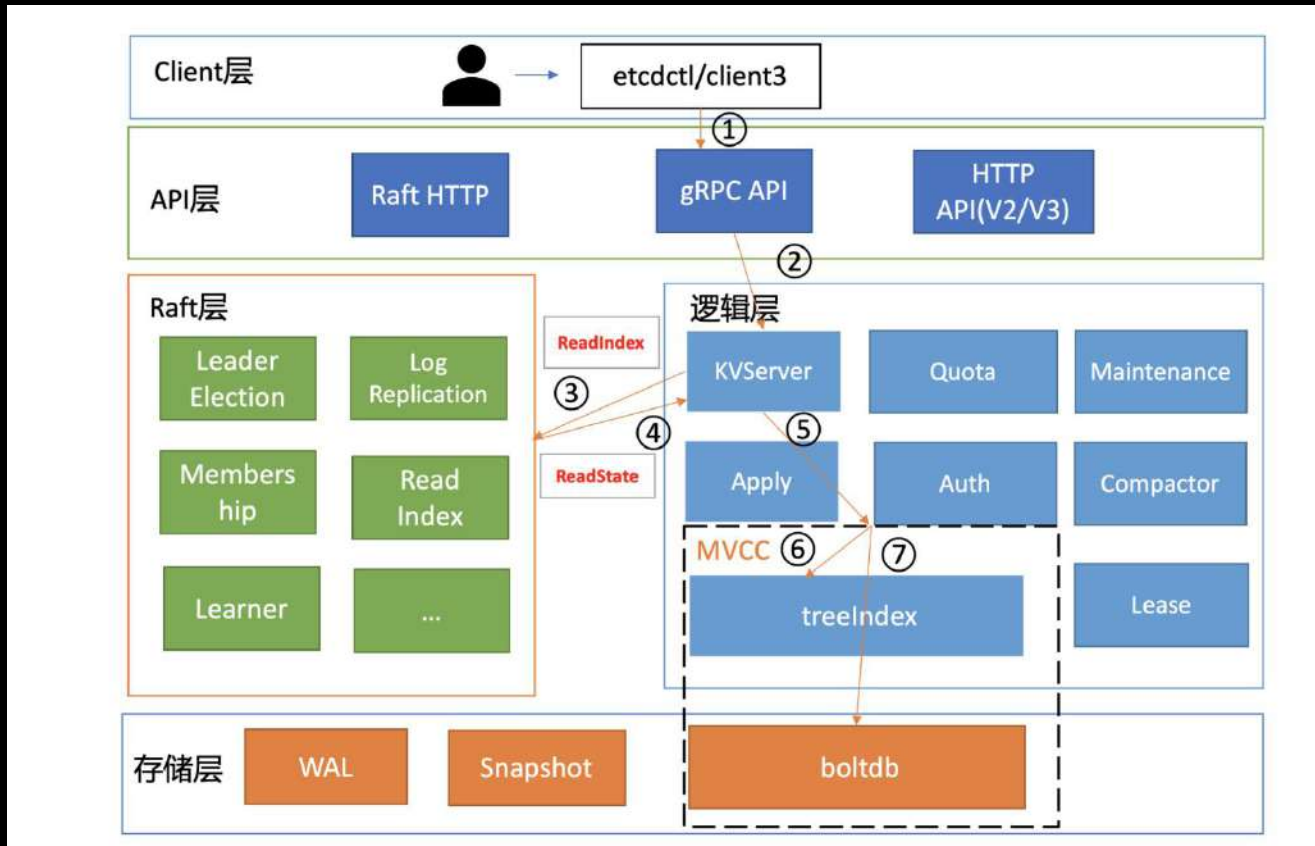 Client层
etcdctl/client3
①
API层
Raft HTTP
gRPC API
HTTP
API(V2/V3)
②
Raft层
Leader
Election
Log
Replication
Members
hip
Read
Index
Learner
...
ReadIndex
③
④
ReadState
逻辑层
KVServer
Quota
Maintenance
⑤
Apply
Auth
Compactor
MVCC
⑥
⑦
treeIndex
Lease
存储层
WAL
Snapshot
boltdb